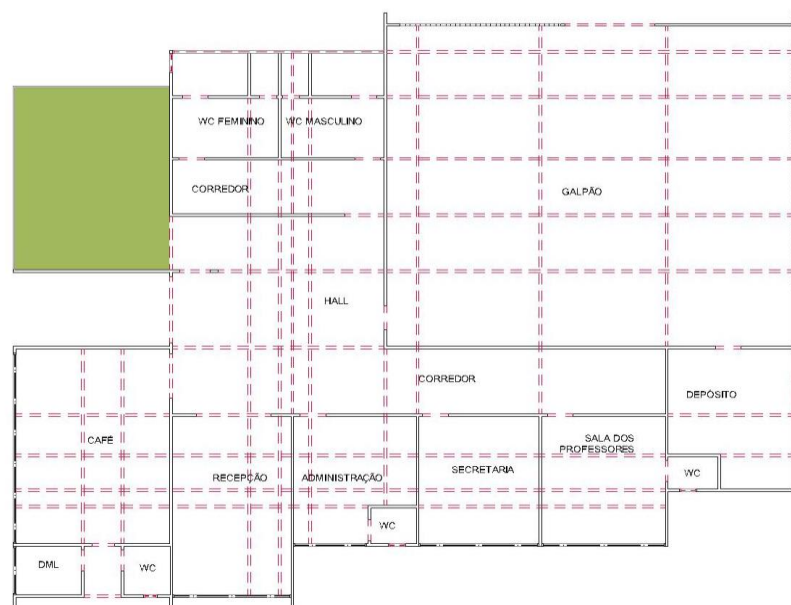 WC FEMININO
WC MASCULINO
CORREDOR
GALPÃO
HALL
CORREDOR
DEPÓSITO
CAFÉ
SALA DOS
PROFESSORES
RECEPÇÃO
ADMINISTRAÇÃO
SECRETARIA
WC
WC
DML
WC